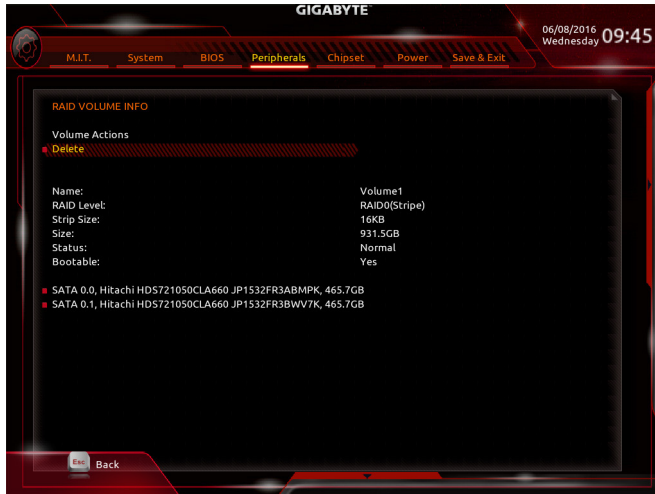 GIGABYTE
06/08/2016
Wednesday 09:45
M.I.T. System BIOS Peripherals Chipset Power Save & Exit
RAID VOLUME INFO
Volume Actions
Delete
Name: Volume1
RAID Level: RAID0(Stripe)
Strip Size: 16KB
Size: 931.5GB
Status: Normal
Bootable: Yes
SATA 0.0, Hitachi HDS721050CLA660 JP1532FR3ABMPK, 465.7GB
SATA 0.1, Hitachi HDS721050CLA660 JP1532FR3BWV7K, 465.7GB
Esc Back